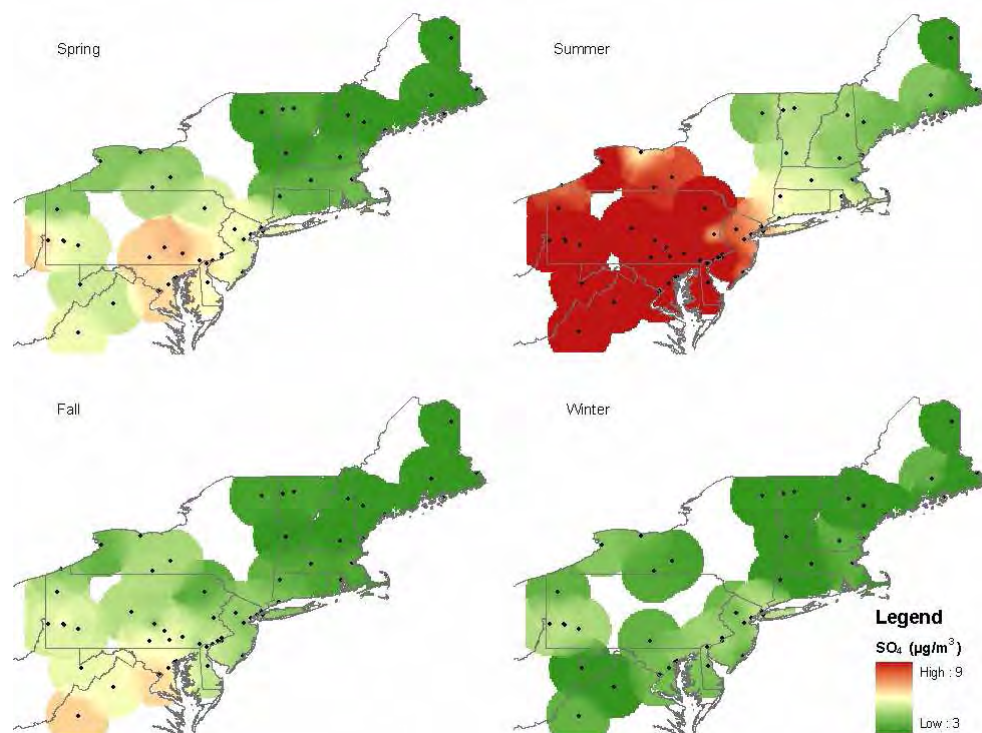 Spring
Summer
Fall
Winter
Legend
SO₄ (µg/m³)
High : 9
Low : 3